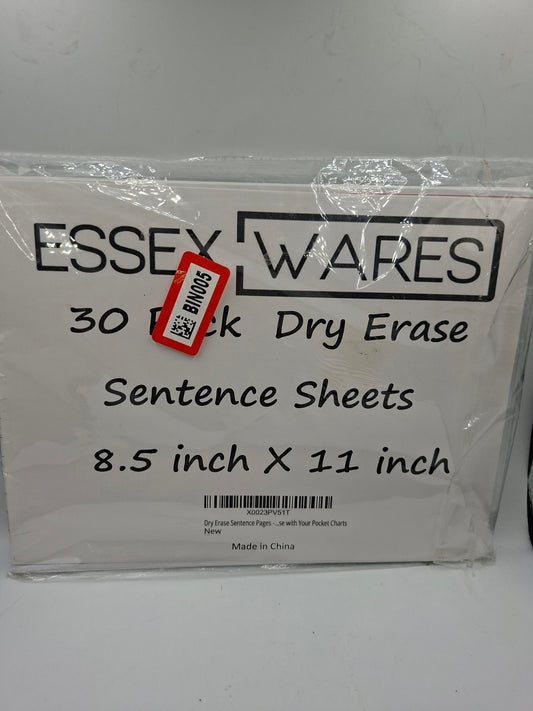 ESSEX WARES
BIN005
30 Pack Dry Erase
Sentence Sheets
8.5 inch X 11 inch
X0023PV51T
Dry Erase Sentence Pages -...se with Your Pocket Charts
New
Made in China